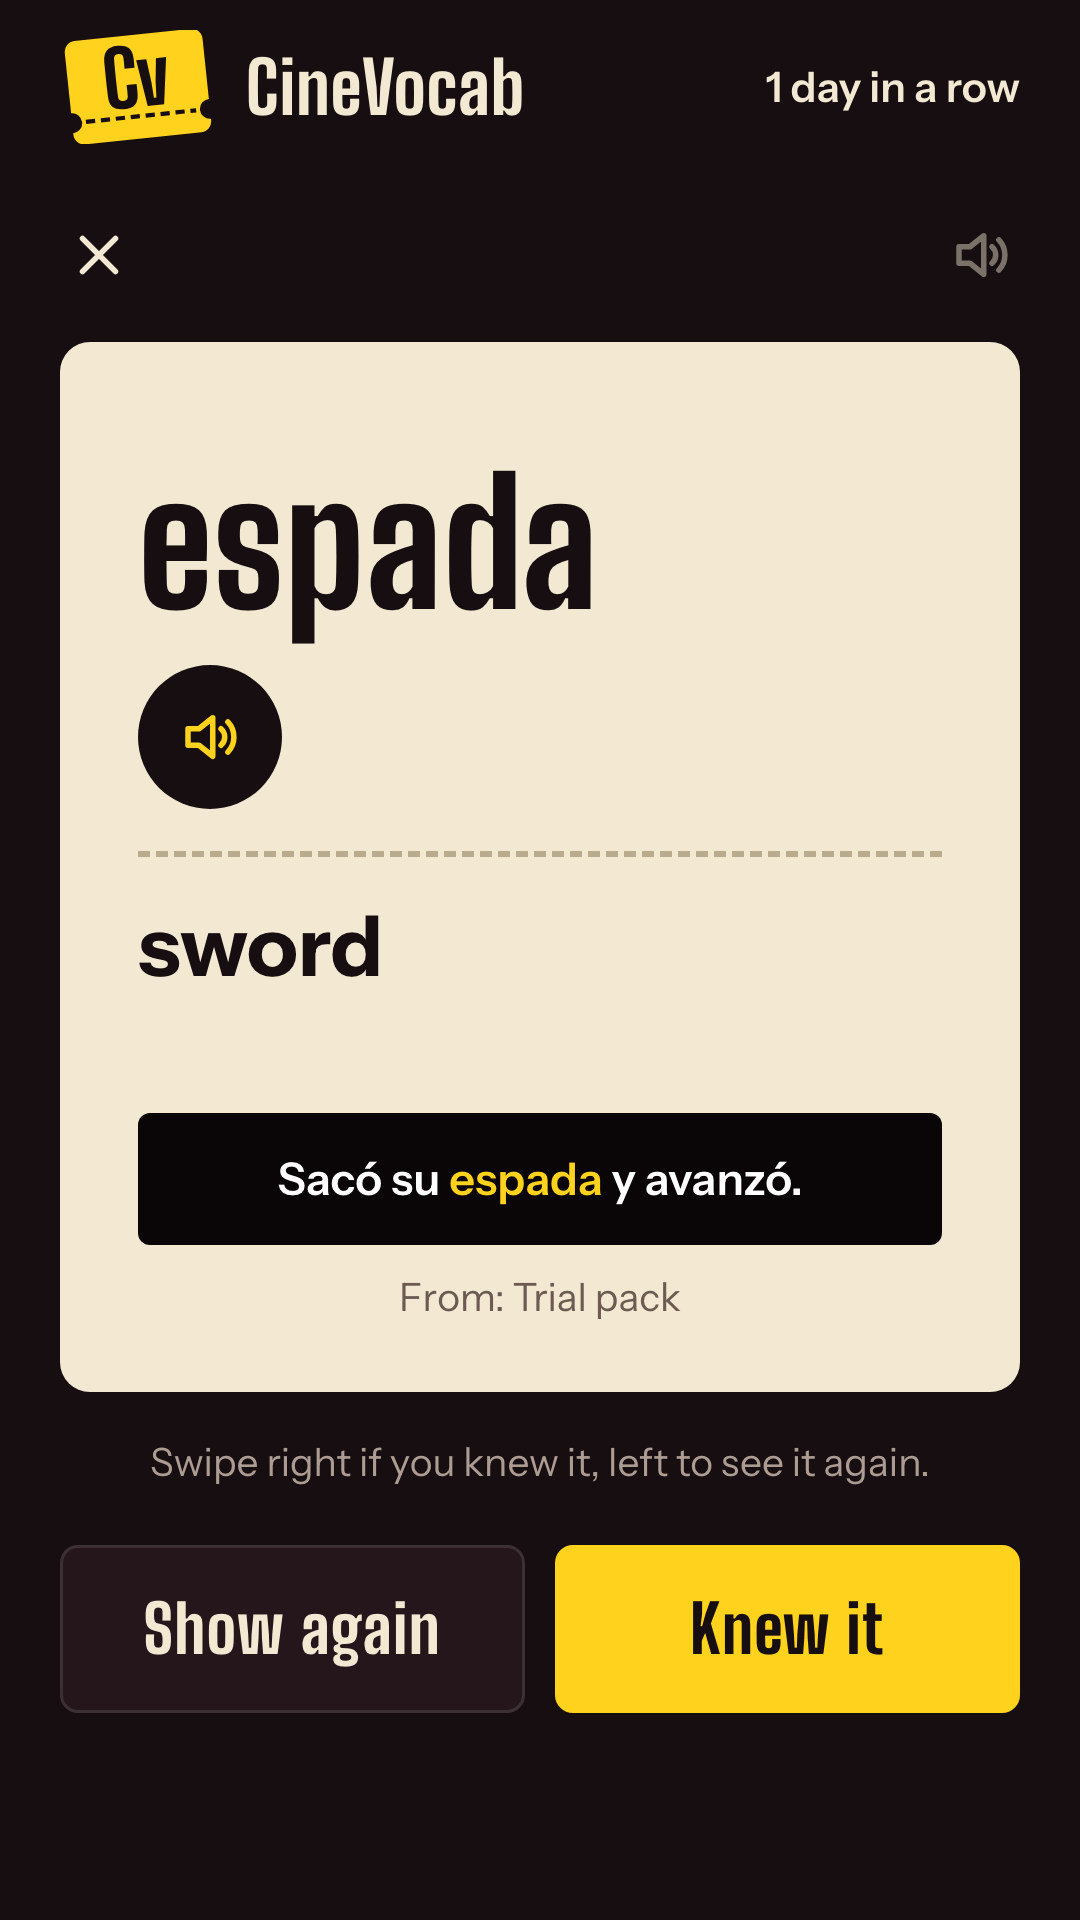 Cv
CineVocab
1 day in a row
espada
sword
Sacó su espada y avanzó.
From: Trial pack
Swipe right if you knew it, left to see it again.
Show again
Knew it